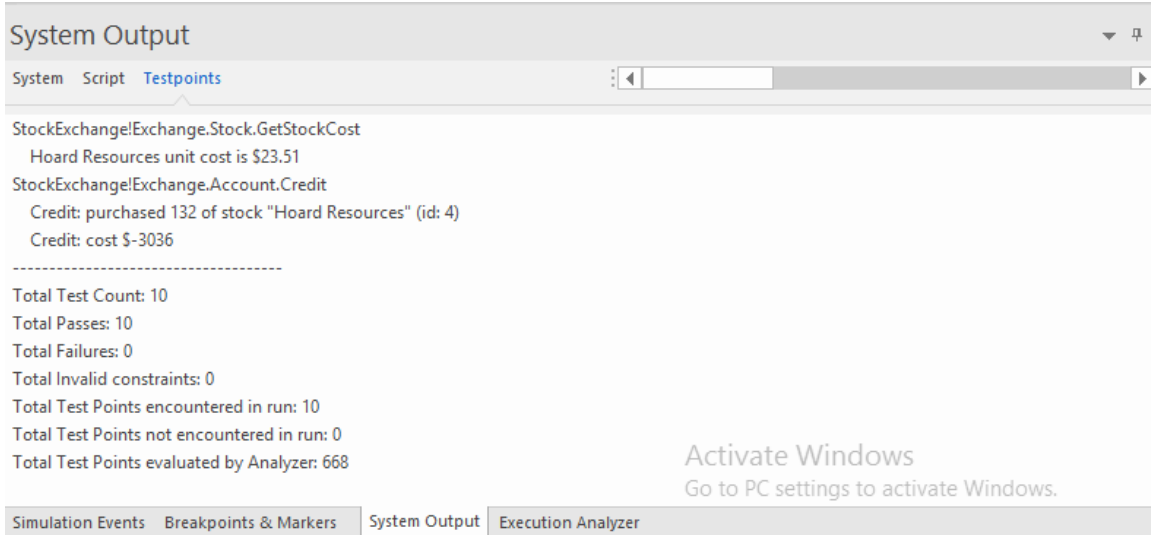 System Output
System Script Testpoints
StockExchange!Exchange.Stock.GetStockCost
Hoard Resources unit cost is $23.51
StockExchange!Exchange.Account.Credit
Credit: purchased 132 of stock "Hoard Resources" (id: 4)
Credit: cost $-3036
-------------------------------------
Total Test Count: 10
Total Passes: 10
Total Failures: 0
Total Invalid constraints: 0
Total Test Points encountered in run: 10
Total Test Points not encountered in run: 0
Total Test Points evaluated by Analyzer: 668
Activate Windows
Go to PC settings to activate Windows.
Simulation Events Breakpoints & Markers System Output Execution Analyzer